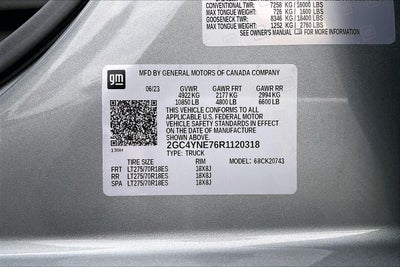 CONVENTIONAL TWR: 7258 KG / 16000 LBS
MAX TONGUE WT: 726 KG / 1600 LBS
GOOSENECK TWR: 8346 KG / 18400 LBS
MAX TONGUE WT: 1252 KG / 2760 LBS
SEE OWNER'S MANUAL FOR MORE INFORMATION
gm
MFD BY GENERAL MOTORS OF CANADA COMPANY
06/23 GVWR GAWR FRT GAWR RR
4922 KG 2177 KG 2994 KG
10850 LB 4800 LB 6600 LB
THIS VEHICLE CONFORMS TO ALL
APPLICABLE U.S. FEDERAL MOTOR
VEHICLE SAFETY STANDARDS IN
EFFECT ON THE DATE OF
MANUFACTURE SHOWN ABOVE.
2GC4YNE76R1120318
TYPE: TRUCK
TIRE SIZE RIM MODEL: 68CK20743
FRT LT275/70R18ES 18X8J
RR LT275/70R18ES 18X8J
SPA LT275/70R18ES 18X8J